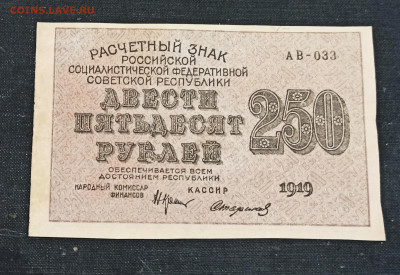 COINS.LAVE.RU
РАСЧЕТНЫЙ ЗНАК
АВ-033
РОССИЙСКОЙ
СОЦИАЛИСТИЧЕСКОЙ ФЕДЕРАТИВНОЙ
СОВЕТСКОЙ РЕСПУБЛИКИ
ДВЕСТИ
ПЯТЬДЕСЯТ
РУБЛЕЙ
250
ОБЕСПЕЧИВАЕТСЯ ВСЕМ
ДОСТОЯНИЕМ РЕСПУБЛИКИ
1919
НАРОДНЫЙ КОМИССАР
ФИНАНСОВ
КАССИР